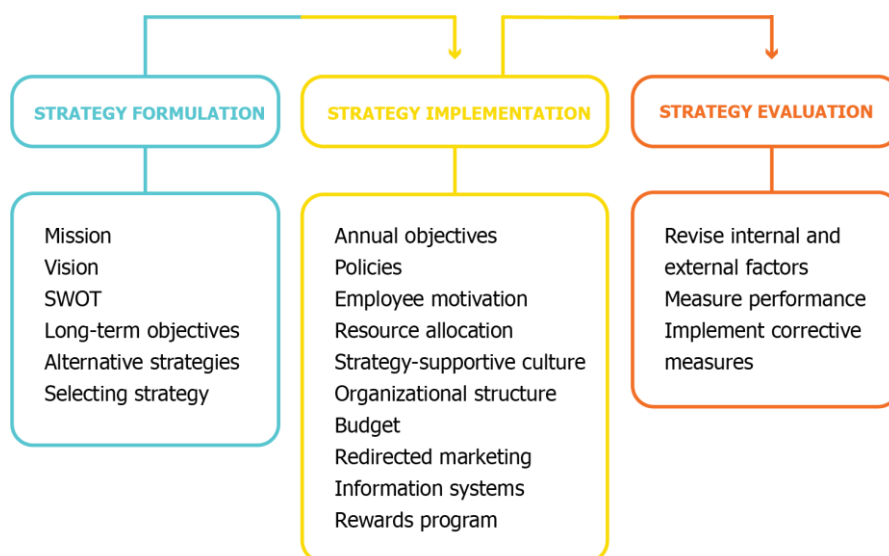 STRATEGY FORMULATION
STRATEGY IMPLEMENTATION
STRATEGY EVALUATION
Mission
Vision
SWOT
Long-term objectives
Alternative strategies
Selecting strategy
Annual objectives
Policies
Employee motivation
Resource allocation
Strategy-supportive culture
Organizational structure
Budget
Redirected marketing
Information systems
Rewards program
Revise internal and
external factors
Measure performance
Implement corrective
measures